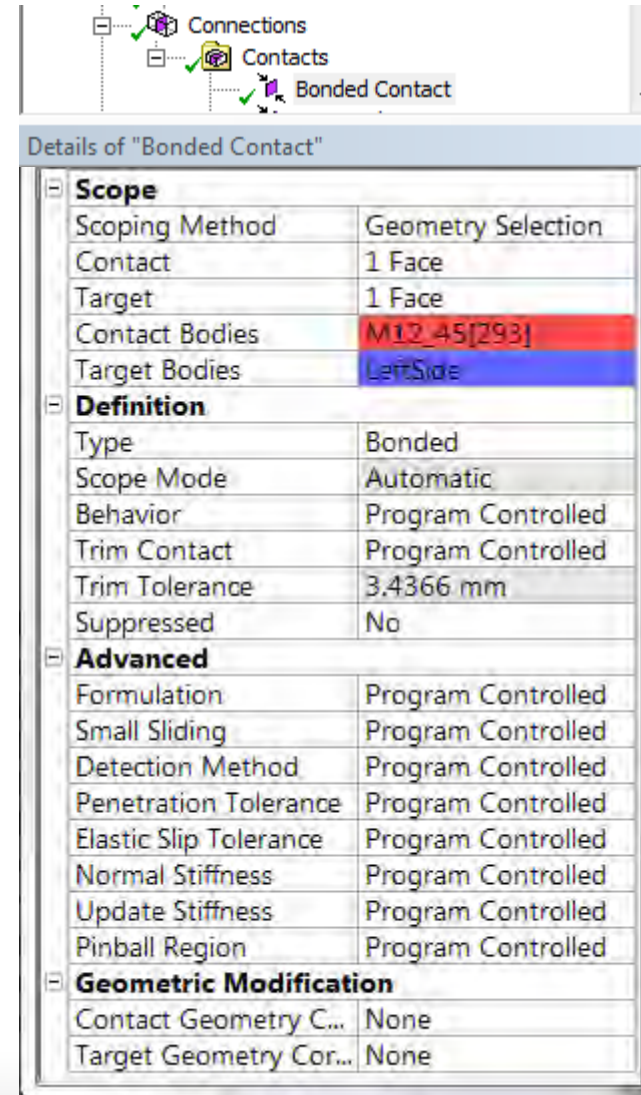 Connections
Contacts
Bonded Contact
Details of "Bonded Contact"
Scope
Scoping Method Geometry Selection
Contact 1 Face
Target 1 Face
Contact Bodies M12_45[293]
Target Bodies LeftSide
Definition
Type Bonded
Scope Mode Automatic
Behavior Program Controlled
Trim Contact Program Controlled
Trim Tolerance 3.4366 mm
Suppressed No
Advanced
Formulation Program Controlled
Small Sliding Program Controlled
Detection Method Program Controlled
Penetration Tolerance Program Controlled
Elastic Slip Tolerance Program Controlled
Normal Stiffness Program Controlled
Update Stiffness Program Controlled
Pinball Region Program Controlled
Geometric Modification
Contact Geometry C... None
Target Geometry Cor... None